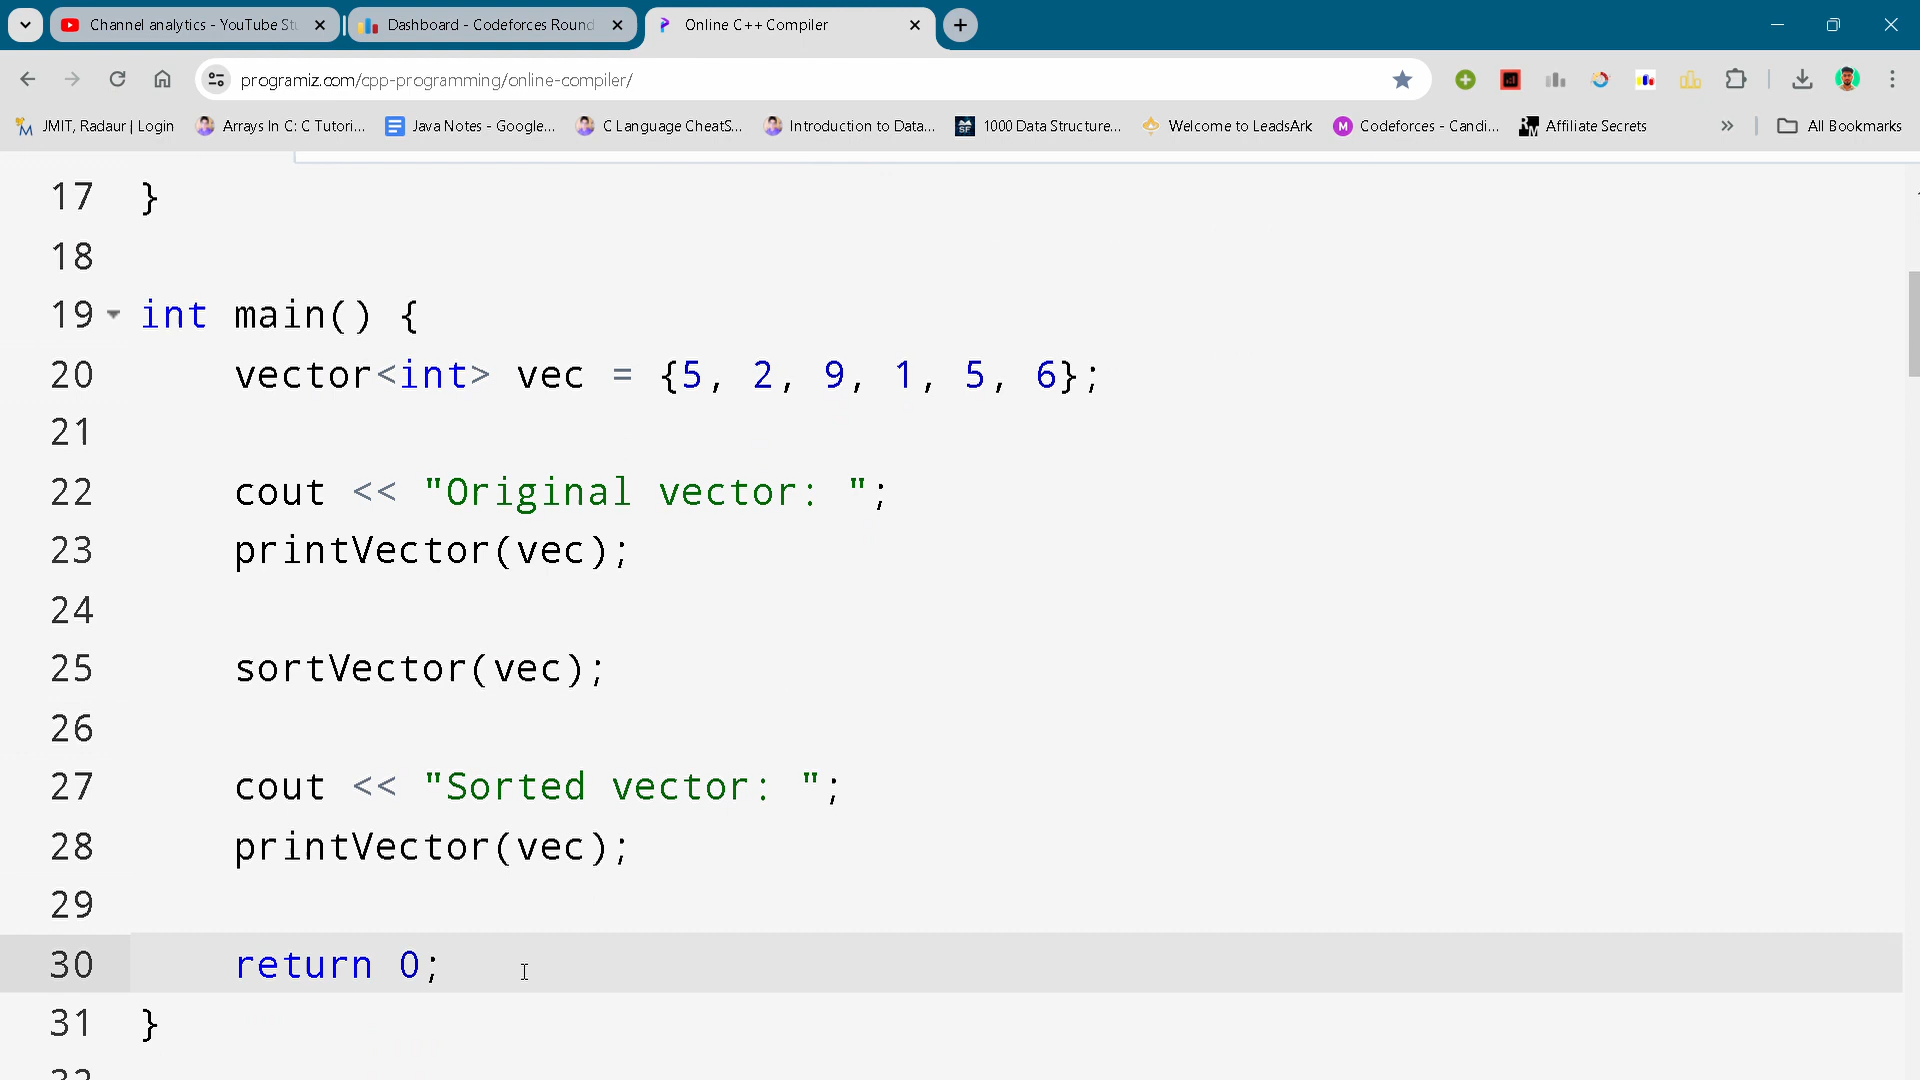 Channel analytics - YouTube Stu
Dashboard - Codeforces Round
Online C++ Compiler
programiz.com/cpp-programming/online-compiler/
JMIT, Radaur | Login
Arrays In C: C Tutori...
Java Notes - Google...
C Language CheatS...
Introduction to Data...
1000 Data Structure...
Welcome to LeadsArk
Codeforces - Candi...
Affiliate Secrets
All Bookmarks
17 }
18
19 int main() {
20 vector<int> vec = {5, 2, 9, 1, 5, 6};
21
22 cout << "Original vector: ";
23 printVector(vec);
24
25 sortVector(vec);
26
27 cout << "Sorted vector: ";
28 printVector(vec);
29
30 return 0;
31 }
32